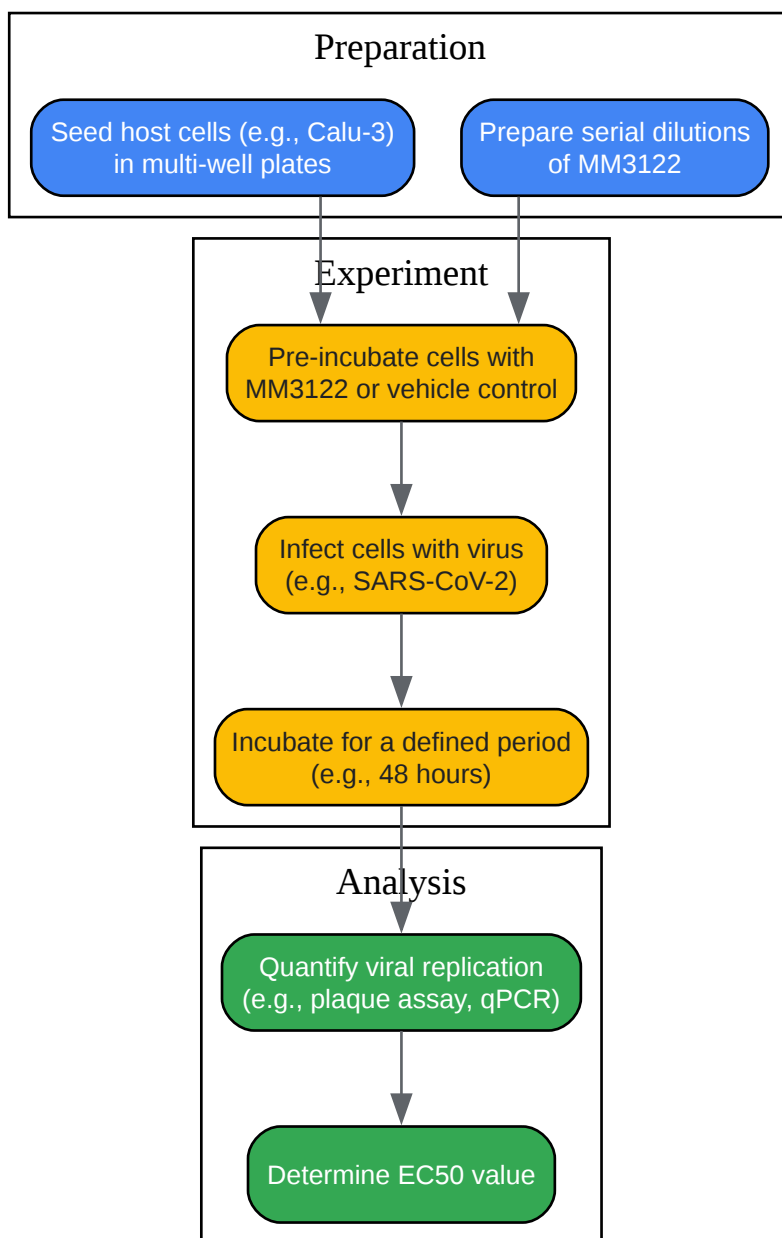 Preparation
Seed host cells (e.g., Calu-3)
in multi-well plates
Prepare serial dilutions
of MM3122
Experiment
Pre-incubate cells with
MM3122 or vehicle control
Infect cells with virus
(e.g., SARS-CoV-2)
Incubate for a defined period
(e.g., 48 hours)
Analysis
Quantify viral replication
(e.g., plaque assay, qPCR)
Determine EC50 value